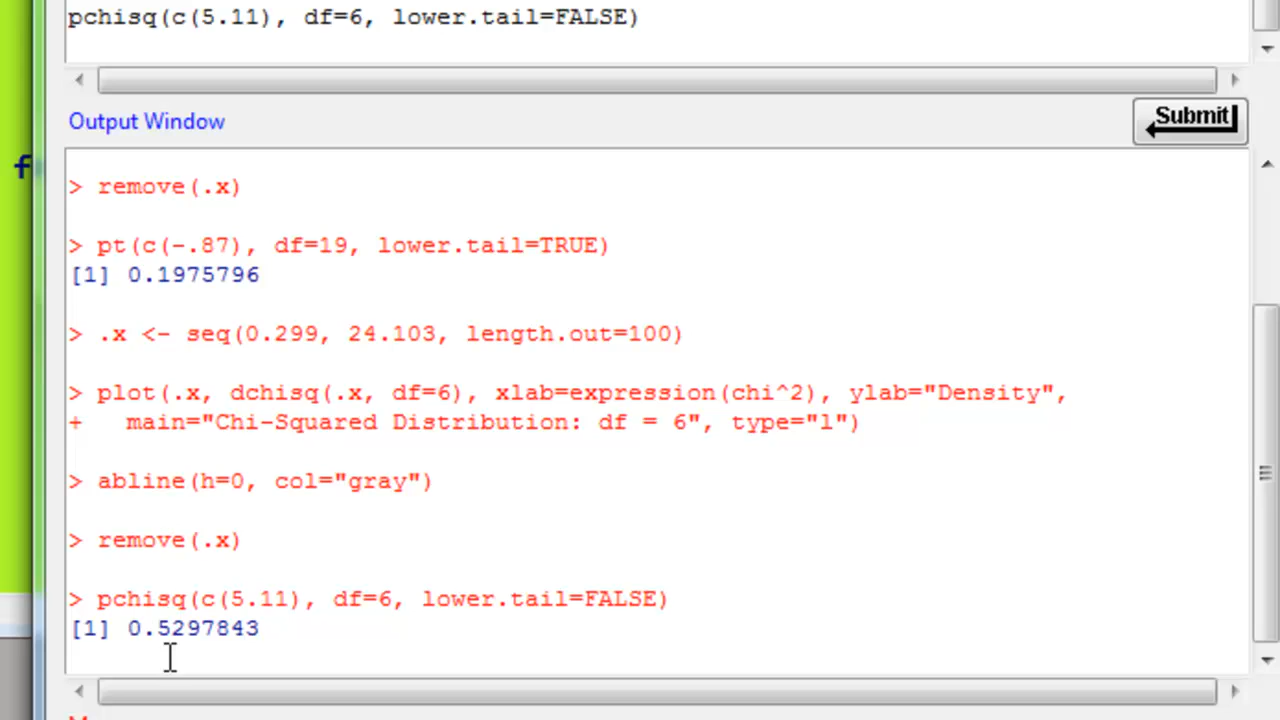 pchisq(c(5.11), df=6, lower.tail=FALSE)
Output Window
Submit
f
> remove(.x)
> pt(c(-.87), df=19, lower.tail=TRUE)
[1] 0.1975796
> .x <- seq(0.299, 24.103, length.out=100)
> plot(.x, dchisq(.x, df=6), xlab=expression(chi^2), ylab="Density",
+   main="Chi-Squared Distribution: df = 6", type="l")
> abline(h=0, col="gray")
> remove(.x)
> pchisq(c(5.11), df=6, lower.tail=FALSE)
[1] 0.5297843